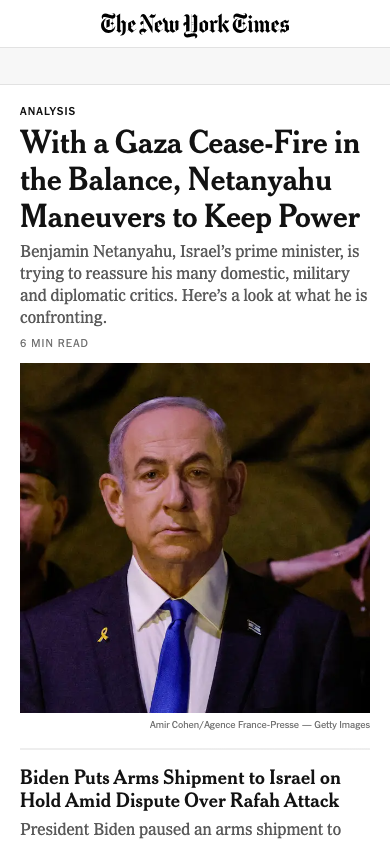 The New York Times
ANALYSIS
With a Gaza Cease-Fire in
the Balance, Netanyahu
Maneuvers to Keep Power
Benjamin Netanyahu, Israel’s prime minister, is
trying to reassure his many domestic, military
and diplomatic critics. Here’s a look at what he is
confronting.
6 MIN READ
Amir Cohen/Agence France-Presse — Getty Images
Biden Puts Arms Shipment to Israel on
Hold Amid Dispute Over Rafah Attack
President Biden paused an arms shipment to